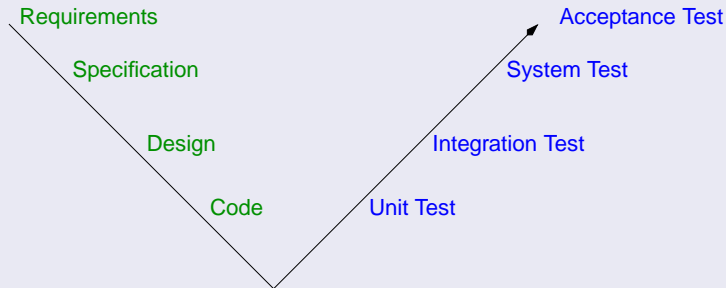 Requirements
Acceptance Test
Specification
System Test
Design
Integration Test
Code
Unit Test